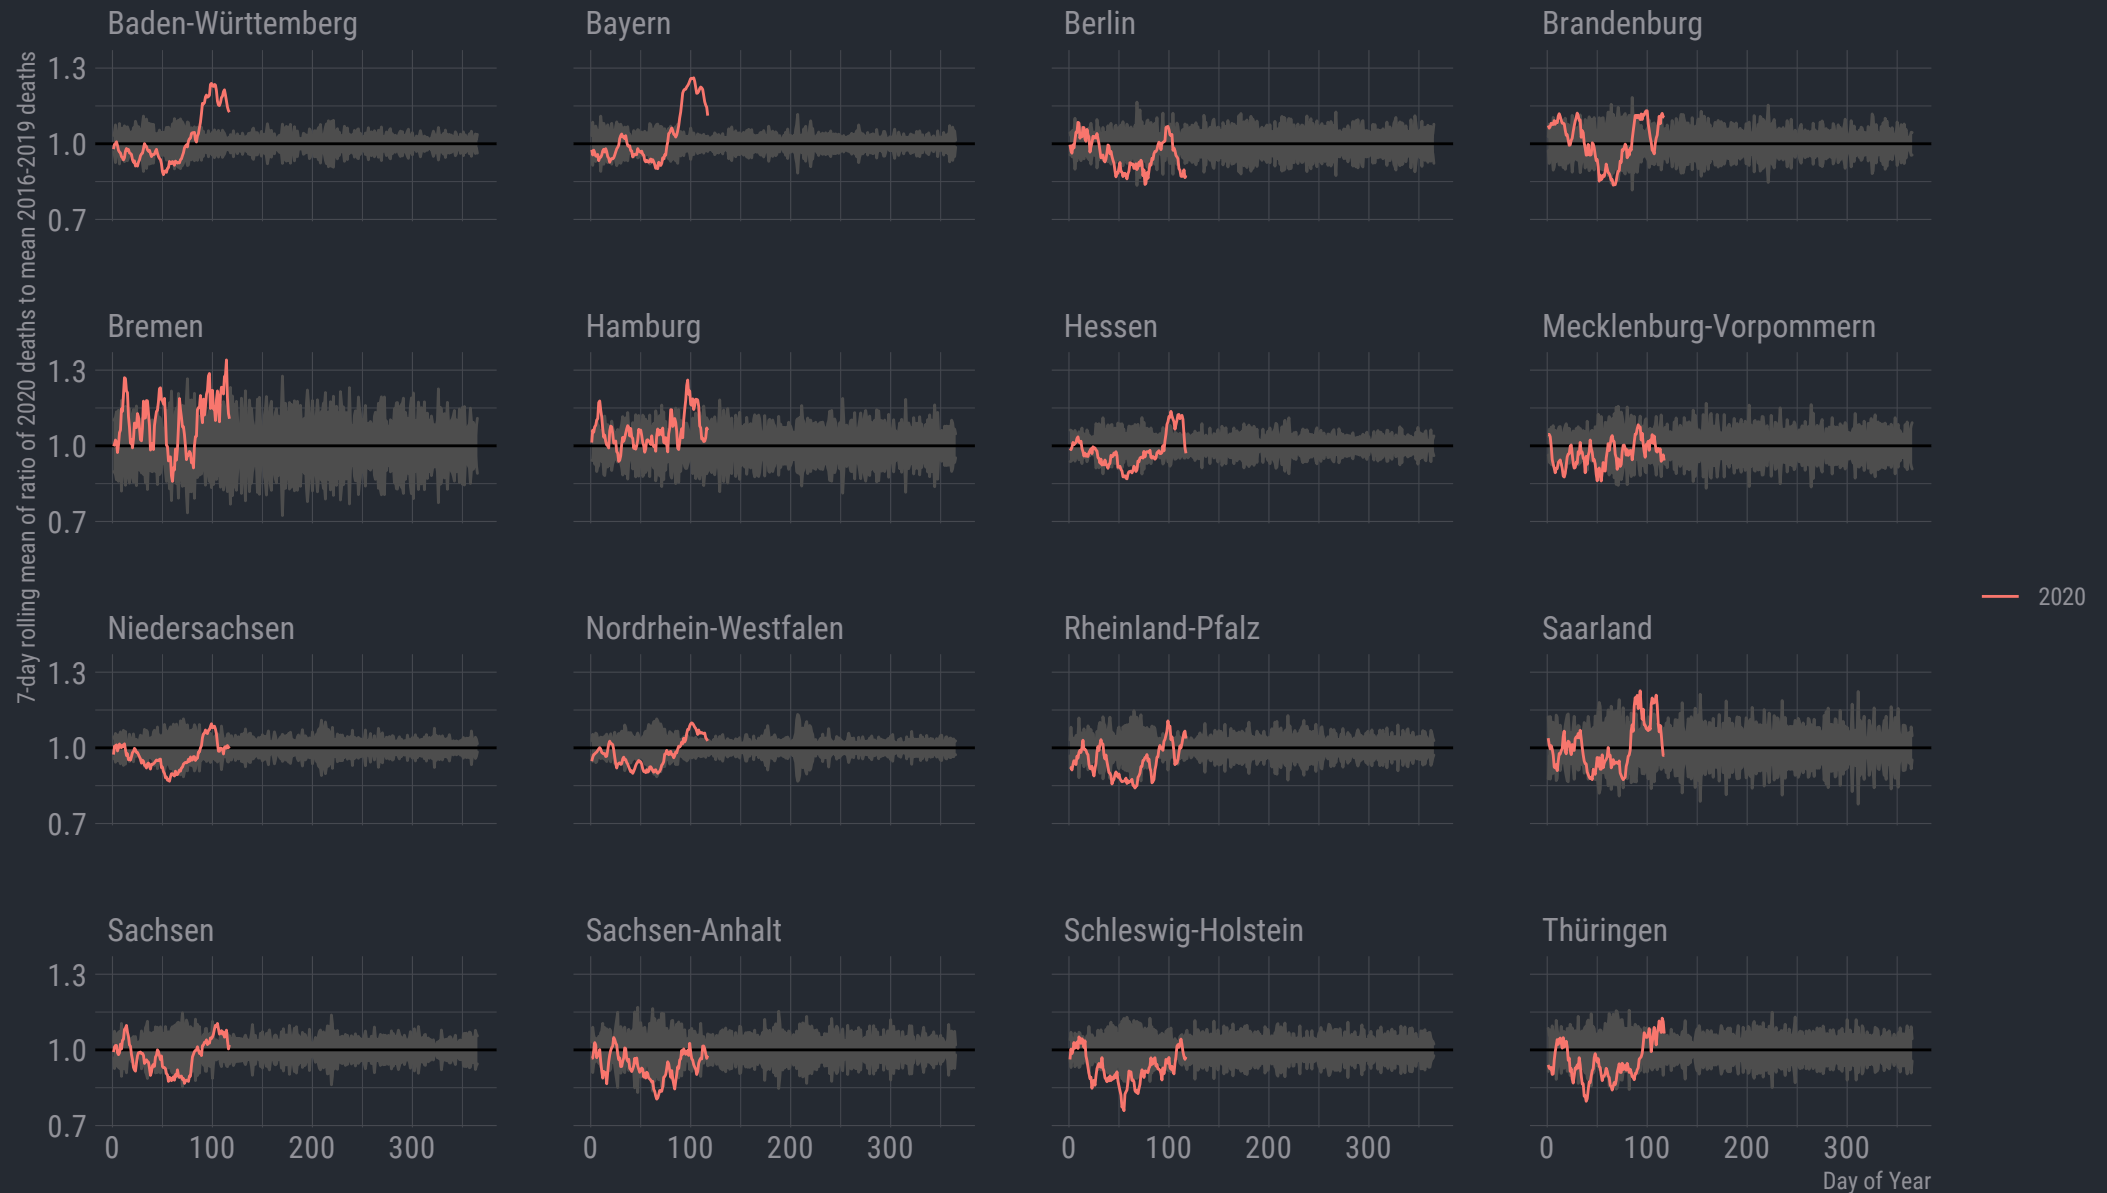 7-day rolling mean of ratio of 2020 deaths to mean 2016-2019 deaths
Baden-Württemberg
Bayern
Berlin
Brandenburg
1.3
1.0
0.7
Bremen
Hamburg
Hessen
Mecklenburg-Vorpommern
1.3
1.0
0.7
Niedersachsen
Nordrhein-Westfalen
Rheinland-Pfalz
Saarland
1.3
1.0
0.7
2020
Sachsen
Sachsen-Anhalt
Schleswig-Holstein
Thüringen
1.3
1.0
0.7
0 100 200 300
0 100 200 300
0 100 200 300
0 100 200 300
Day of Year